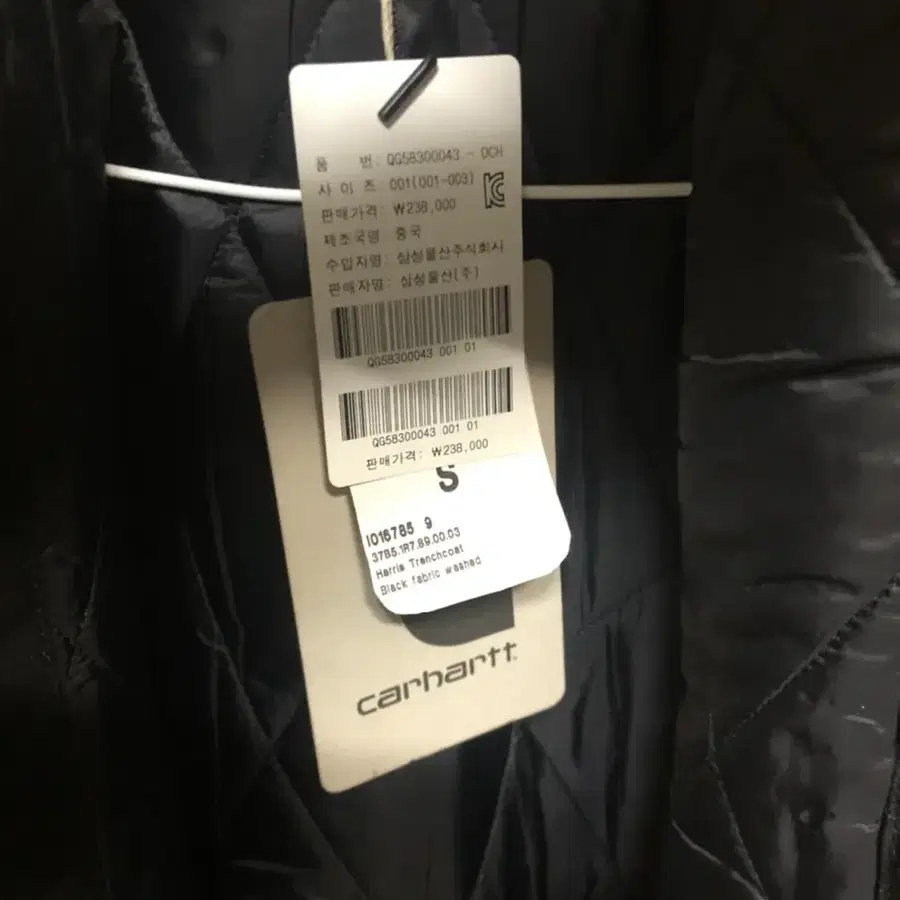 품 번: QG58300043 - OCH
사 이 즈 001(001-003)
판매가격: ₩238,000
제조국명 중국
수입자명: 삼성물산주식회사
판매자명: 삼성물산(주)
QG58300043 001 01
QG58300043 001 01
판매가격: ₩238,000
S
I016785 9
3785.1R7.89.00.03
Harris Trenchcoat
Black fabric washed
carhartt